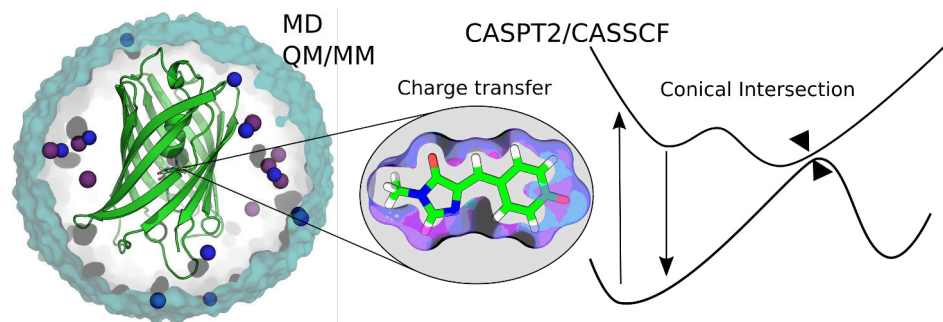 MD
QM/MM
CASPT2/CASSCF
Charge transfer
Conical Intersection